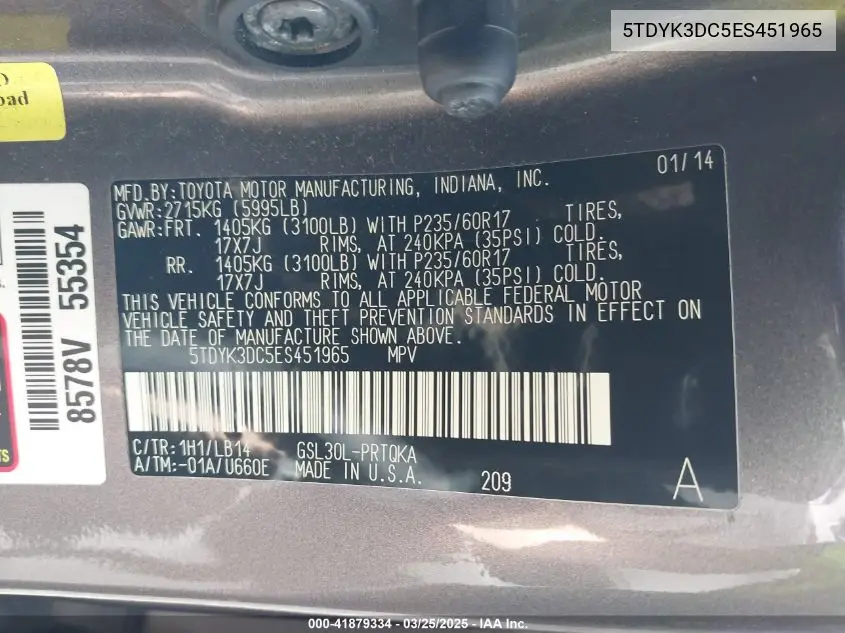 5TDYK3DC5ES451965
oad
01/14
MFD.BY:TOYOTA MOTOR MANUFACTURING, INDIANA, INC.
GVWR:2715KG (5995LB)
GAWR:FRT. 1405KG (3100LB) WITH P235/60R17 TIRES,
17X7J RIMS, AT 240KPA (35PSI) COLD.
RR. 1405KG (3100LB) WITH P235/60R17 TIRES,
17X7J RIMS, AT 240KPA (35PSI) COLD.
THIS VEHICLE CONFORMS TO ALL APPLICABLE FEDERAL MOTOR
VEHICLE SAFETY AND THEFT PREVENTION STANDARDS IN EFFECT ON
THE DATE OF MANUFACTURE SHOWN ABOVE.
5TDYK3DC5ES451965 MPV
C/TR:1H1/LB14 GSL30L-PRTQKA
A/TM:-01A/U660E MADE IN U.S.A.
209
A
8578V 55354
TS
000-41879334 - 03/25/2025 - IAA Inc.